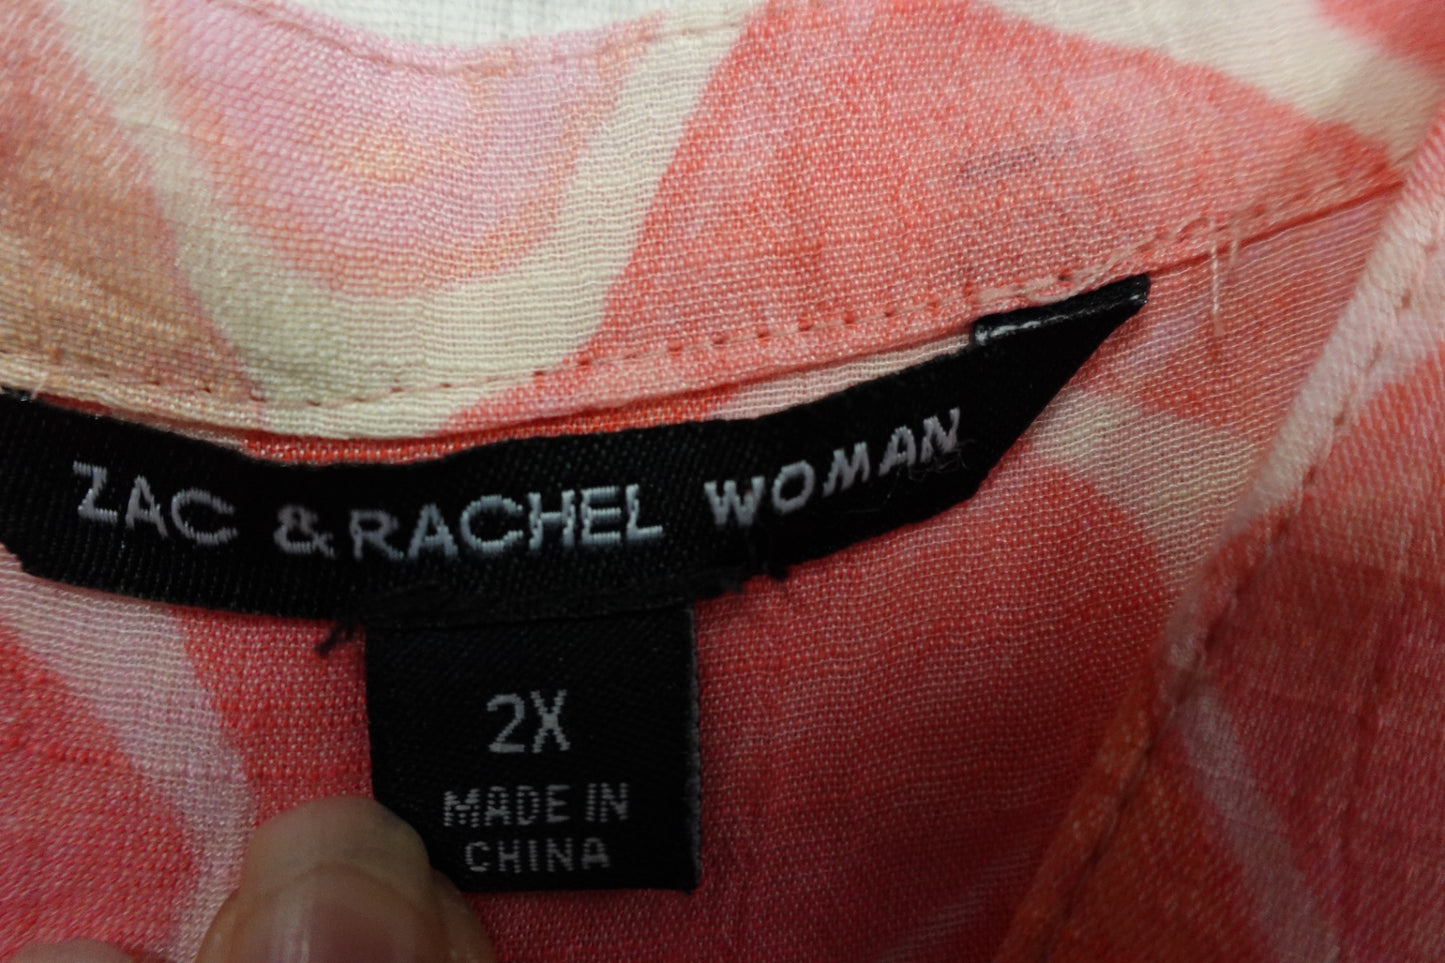 ZAC & RACHEL WOMAN
2X
MADE IN
CHINA